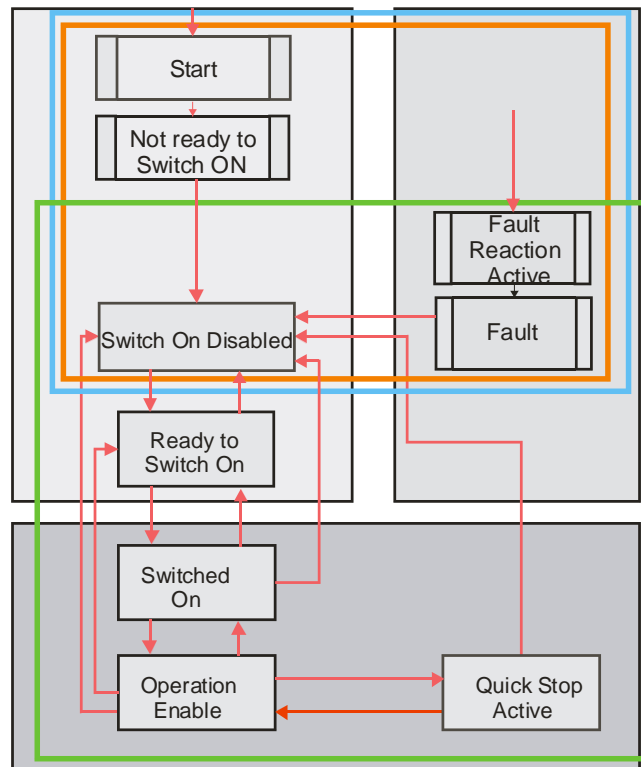 Start
Not ready to
Switch ON
Fault
Reaction
Active
Switch On Disabled
Fault
Ready to
Switch On
Switched
On
Operation
Enable
Quick Stop
Active